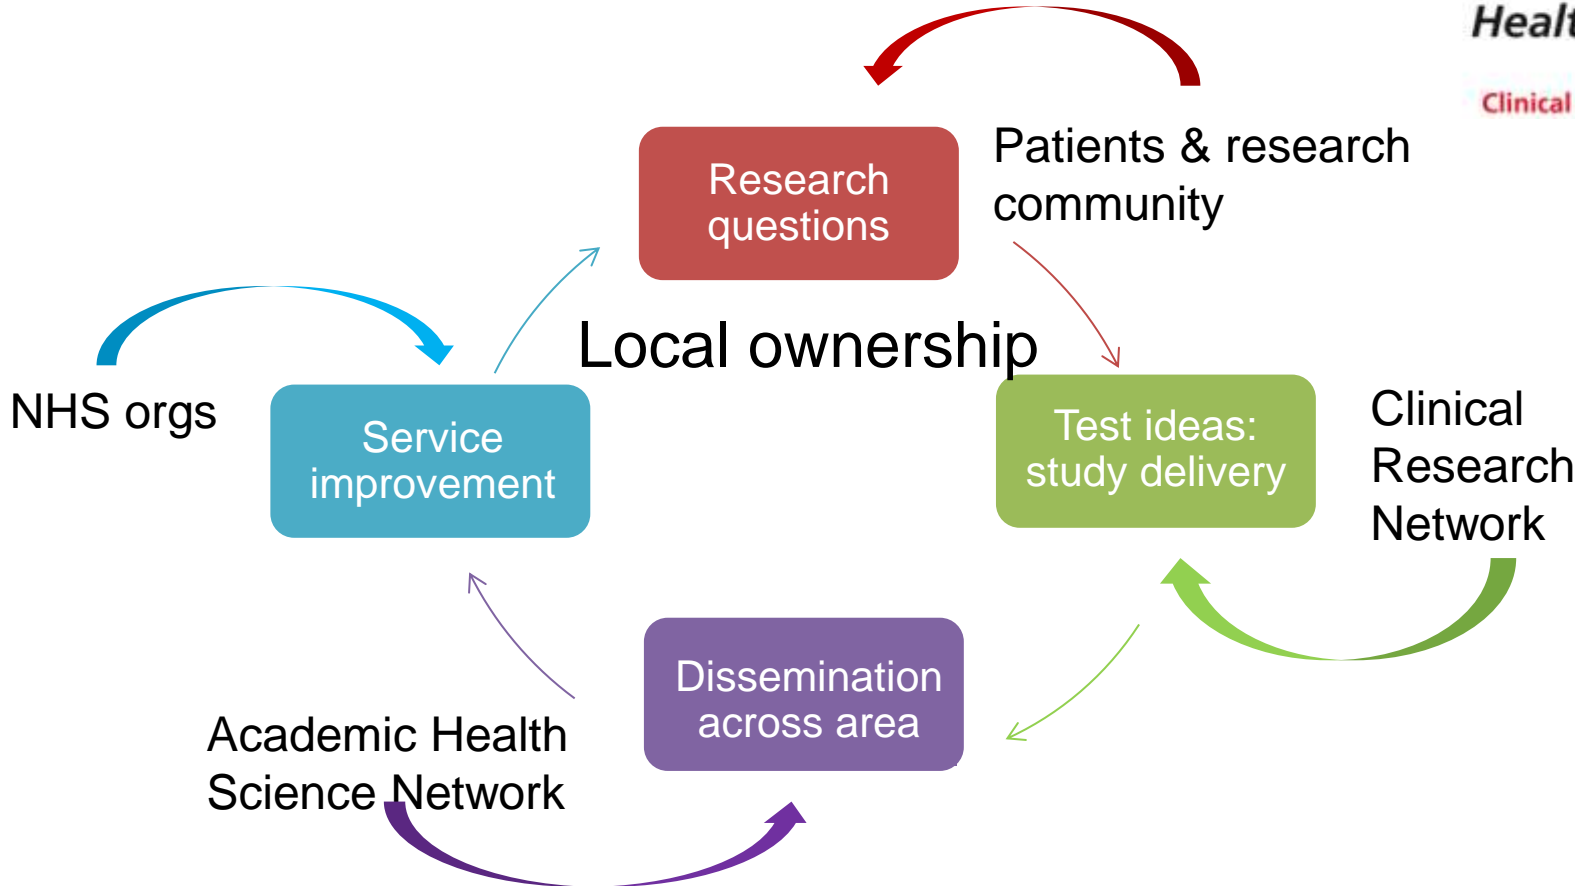 Healt
Clinical
Research
questions
Patients & research
community
Local ownership
NHS orgs
Service
improvement
Test ideas:
study delivery
Clinical
Research
Network
Dissemination
across area
Academic Health
Science Network